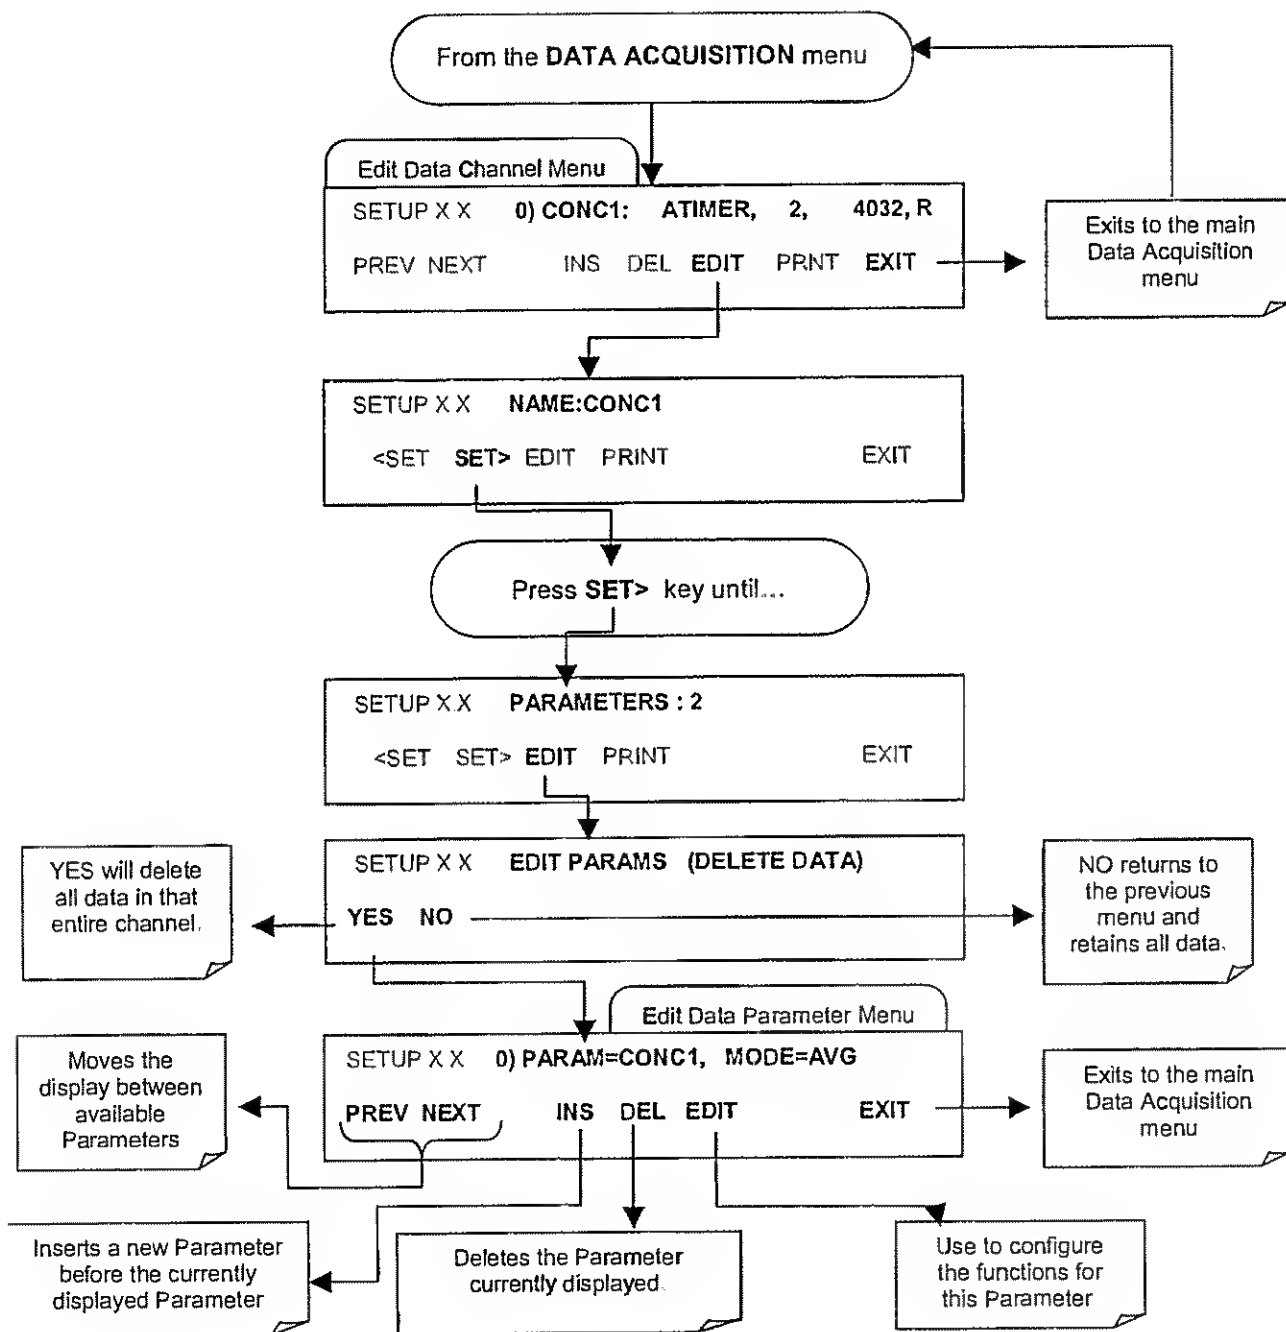 From the DATA ACQUISITION menu
Edit Data Channel Menu
SETUP X X 0) CONC1: ATIMER, 2, 4032, R
PREV NEXT INS DEL EDIT PRNT EXIT
Exits to the main
Data Acquisition
menu
SETUP X X NAME:CONC1
<SET SET> EDIT PRINT EXIT
Press SET> key until...
SETUP X.X PARAMETERS : 2
<SET SET> EDIT PRINT EXIT
YES will delete
all data in that
entire channel.
SETUP X X EDIT PARAMS (DELETE DATA)
YES NO
NO returns to
the previous
menu and
retains all data.
Edit Data Parameter Menu
Moves the
display between
available
Parameters
SETUP X X 0) PARAM=CONC1, MODE=AVG
PREV NEXT INS DEL EDIT EXIT
Exits to the main
Data Acquisition
menu
Inserts a new Parameter
before the currently
displayed Parameter
Deletes the Parameter
currently displayed.
Use to configure
the functions for
this Parameter